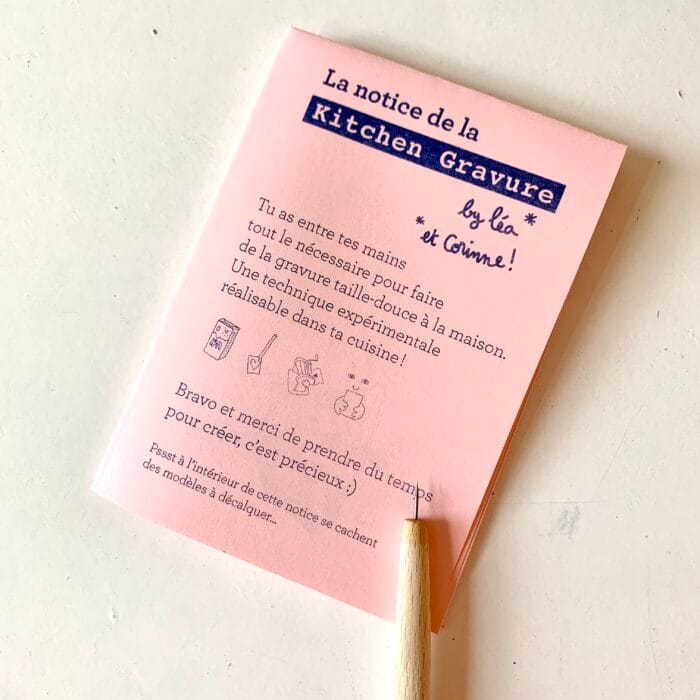 La notice de la
Kitchen Gravure
by léa *
* et Corinne !
Tu as entre tes mains
tout le nécessaire pour faire
de la gravure taille-douce à la maison.
Une technique expérimentale
réalisable dans ta cuisine !
Bravo et merci de prendre du temps
pour créer, c'est précieux :)
Pssst à l'intérieur de cette notice se cachent
des modèles à décalquer...